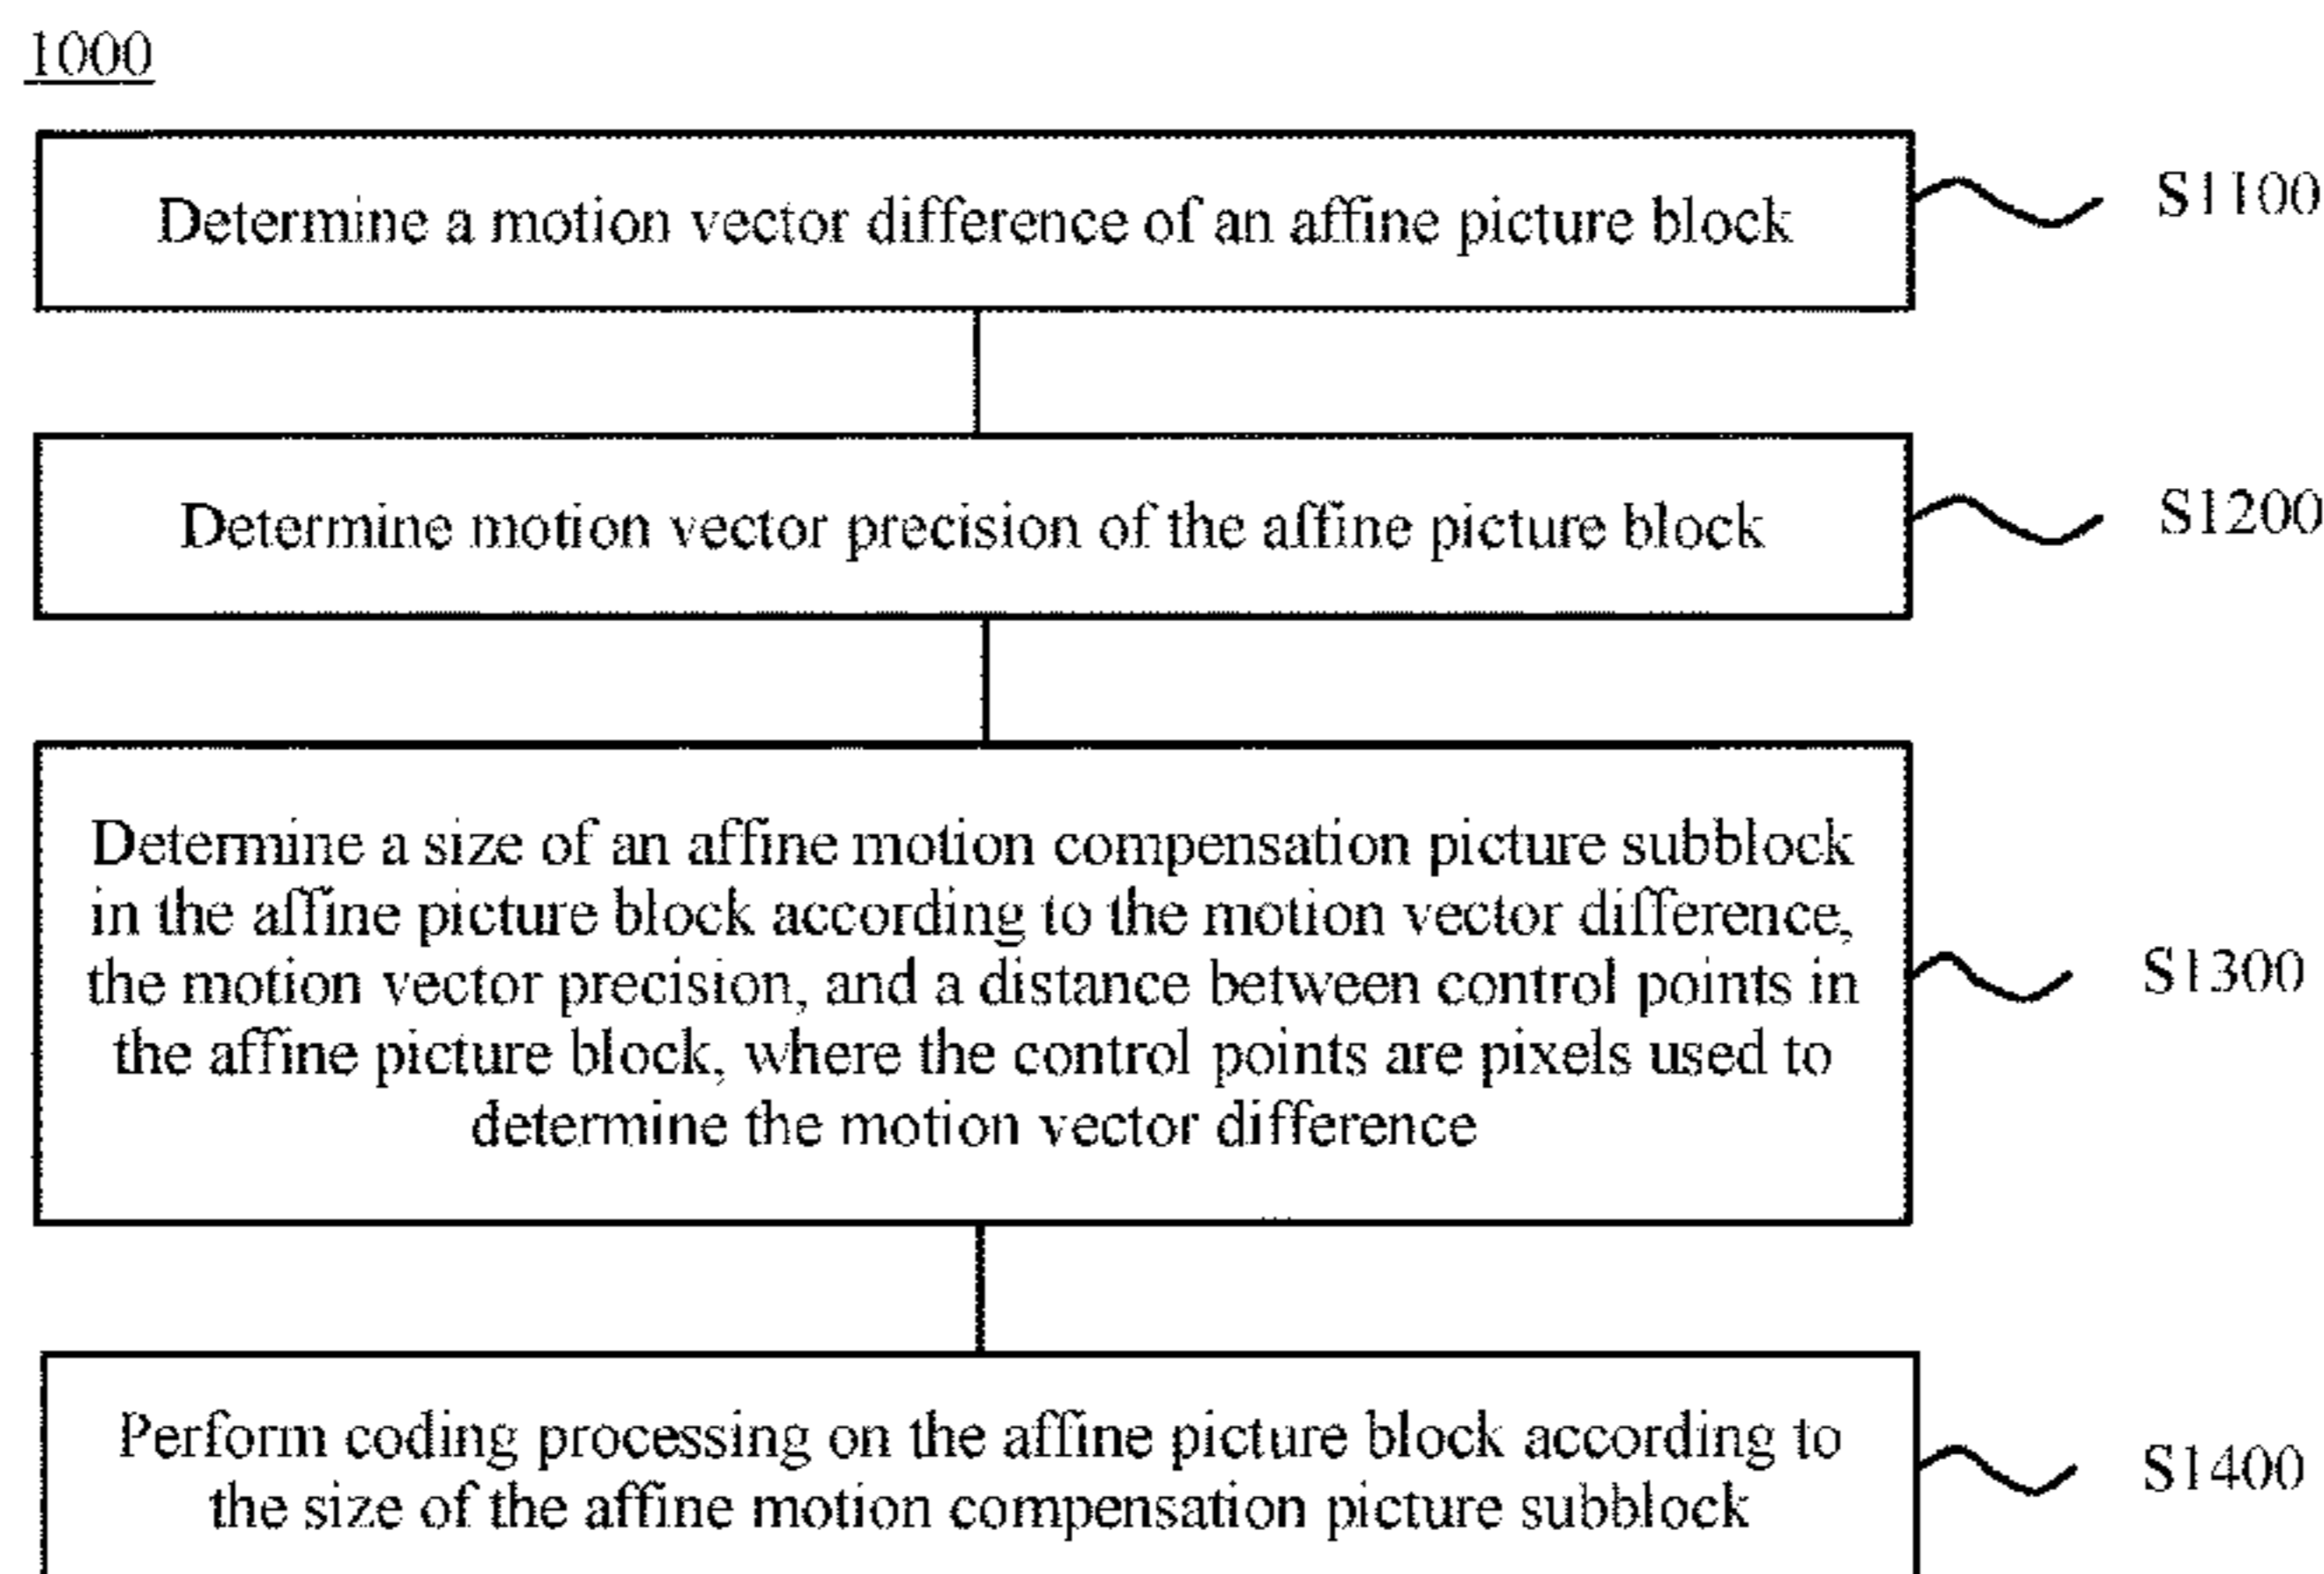 1000
Determine a motion vector difference of an affine picture block
S1100
Determine motion vector precision of the affine picture block
S1200
Determine a size of an affine motion compensation picture subblock
in the affine picture block according to the motion vector difference,
the motion vector precision, and a distance between control points in
the affine picture block, where the control points are pixels used to
determine the motion vector difference
S1300
Perform coding processing on the affine picture block according to
the size of the affine motion compensation picture subblock
S1400